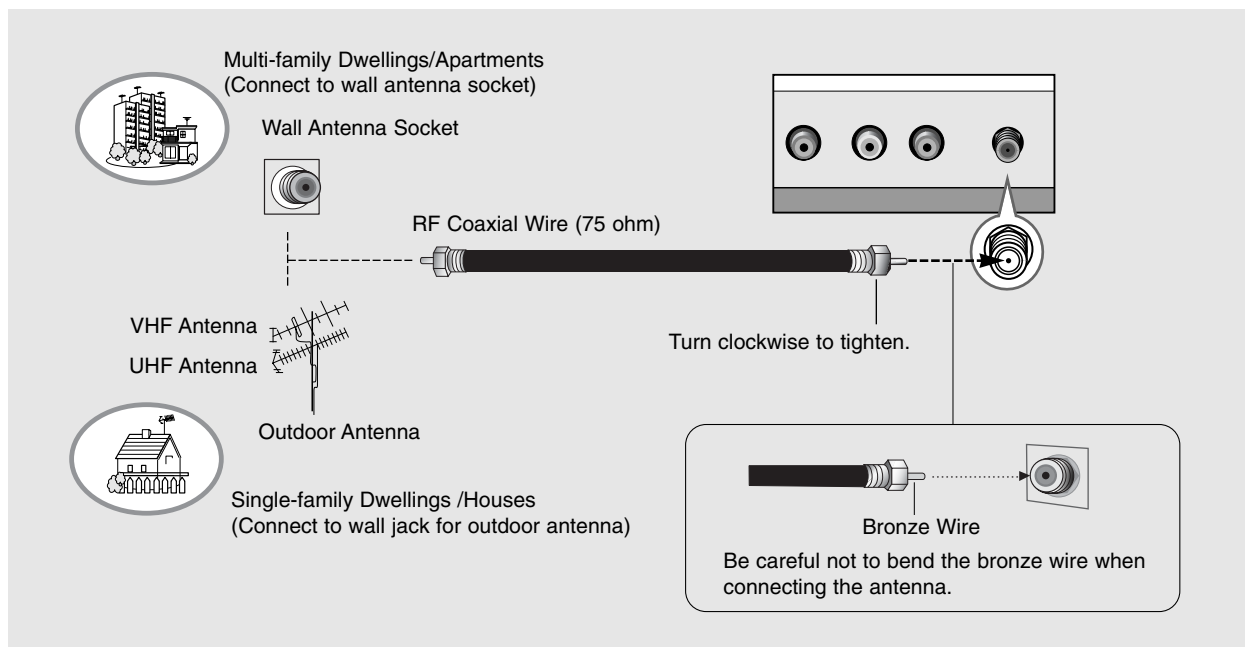 Multi-family Dwellings/Apartments
(Connect to wall antenna socket)
Wall Antenna Socket
RF Coaxial Wire (75 ohm)
VHF Antenna
UHF Antenna
Turn clockwise to tighten.
Outdoor Antenna
Single-family Dwellings /Houses
(Connect to wall jack for outdoor antenna)
Bronze Wire
Be careful not to bend the bronze wire when
connecting the antenna.